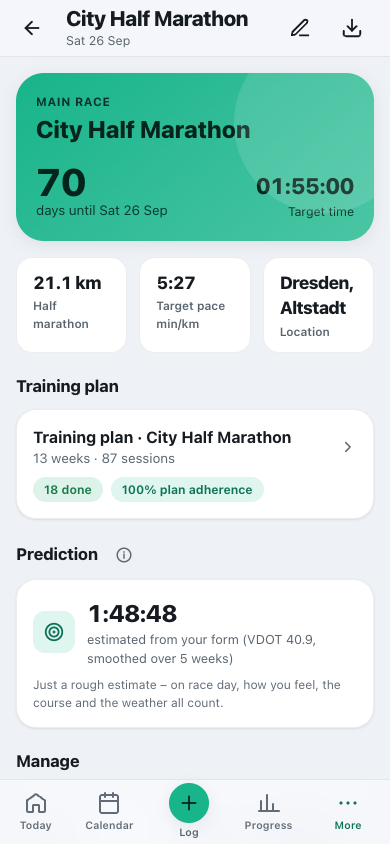 City Half Marathon
Sat 26 Sep
MAIN RACE
City Half Marathon
70
days until Sat 26 Sep
01:55:00
Target time
21.1 km
Half
marathon
5:27
Target pace
min/km
Dresden,
Altstadt
Location
Training plan
Training plan · City Half Marathon
13 weeks · 87 sessions
18 done
100% plan adherence
Prediction
1:48:48
estimated from your form (VDOT 40.9,
smoothed over 5 weeks)
Just a rough estimate – on race day, how you feel, the
course and the weather all count.
Manage
Today
Calendar
Log
Progress
More